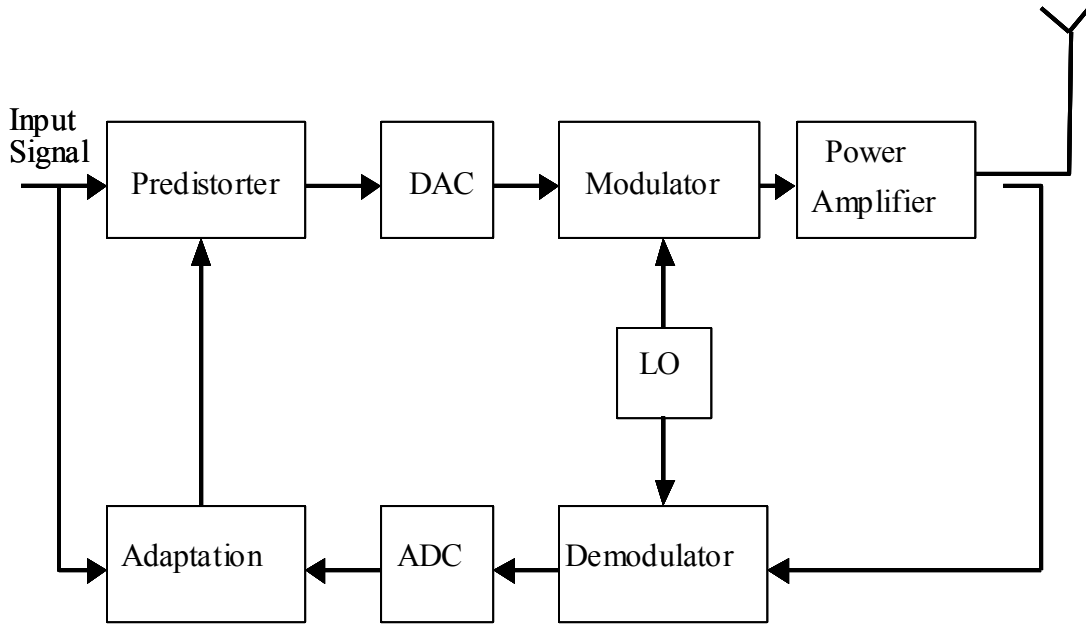 Input
Signal
Predistorter
DAC
Modulator
Power
Amplifier
LO
Adaptation
ADC
Demodulator